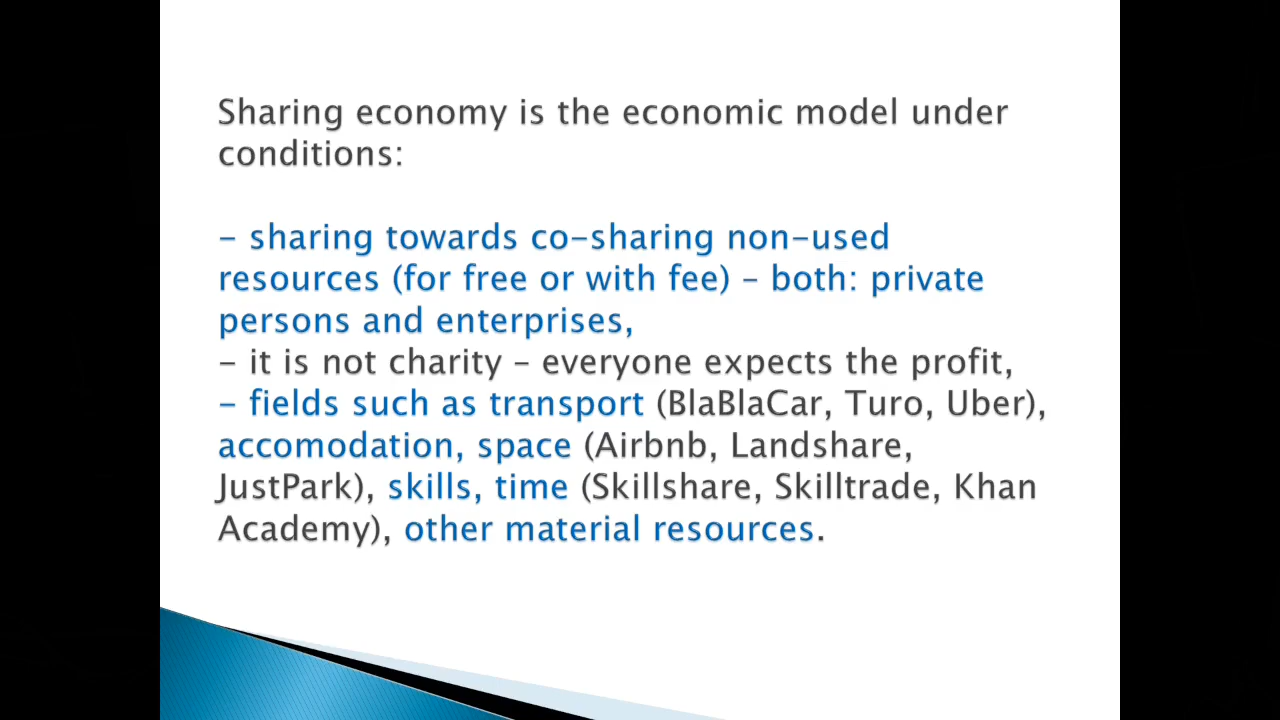 Sharing economy is the economic model under
conditions:
- sharing towards co-sharing non-used
resources (for free or with fee) - both: private
persons and enterprises,
- it is not charity - everyone expects the profit,
- fields such as transport (BlaBlaCar, Turo, Uber),
accomodation, space (Airbnb, Landshare,
JustPark), skills, time (Skillshare, Skilltrade, Khan
Academy), other material resources.